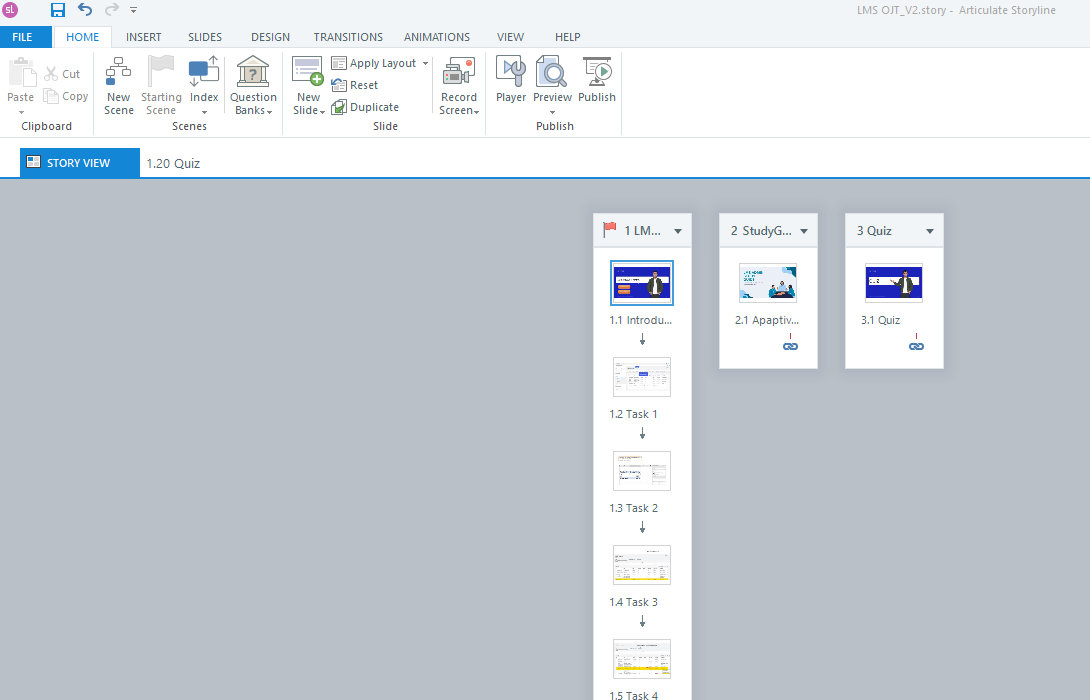 sl
LMS OJT_V2.story - Articulate Storyline
FILE HOME INSERT SLIDES DESIGN TRANSITIONS ANIMATIONS VIEW HELP
Paste
Cut
Copy
Clipboard
New Scene
Starting Scene
Index
Scenes
Question Banks
New Slide
Apply Layout
Reset
Duplicate
Slide
Record Screen
Player
Preview
Publish
Publish
STORY VIEW
1.20 Quiz
1 LM...
1.1 Introdu...
1.2 Task 1
1.3 Task 2
1.4 Task 3
1.5 Task 4
2 StudyG...
2.1 Apaptiv...
3 Quiz
3.1 Quiz